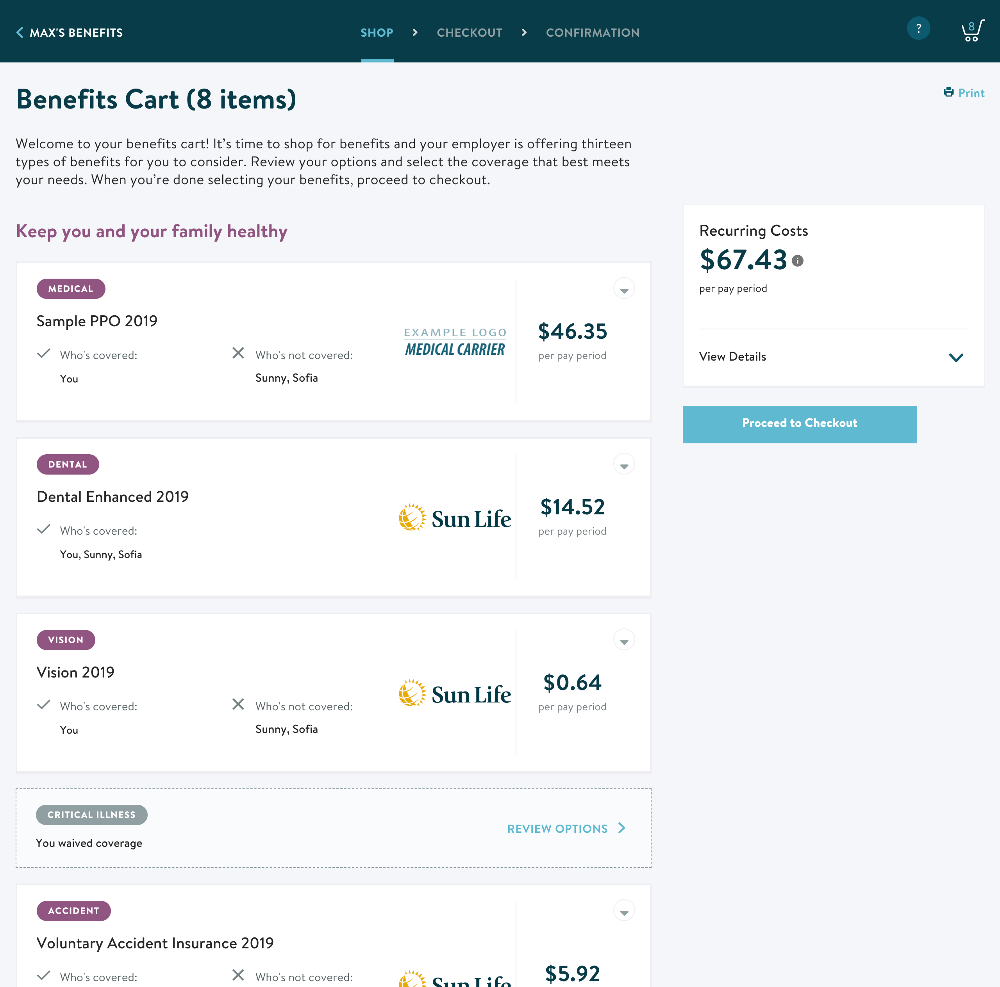 MAX'S BENEFITS
SHOP
CHECKOUT
CONFIRMATION
?
8
Benefits Cart (8 items)
Print
Welcome to your benefits cart! It’s time to shop for benefits and your employer is offering thirteen
types of benefits for you to consider. Review your options and select the coverage that best meets
your needs. When you’re done selecting your benefits, proceed to checkout.
Keep you and your family healthy
MEDICAL
Sample PPO 2019
Who's covered:
You
Who's not covered:
Sunny, Sofia
EXAMPLE LOGO
MEDICAL CARRIER
$46.35
per pay period
DENTAL
Dental Enhanced 2019
Who's covered:
You, Sunny, Sofia
Sun Life
$14.52
per pay period
VISION
Vision 2019
Who's covered:
You
Who's not covered:
Sunny, Sofia
Sun Life
$0.64
per pay period
CRITICAL ILLNESS
You waived coverage
REVIEW OPTIONS
ACCIDENT
Voluntary Accident Insurance 2019
Who's covered:
Who's not covered:
Sun Life
$5.92
Recurring Costs
$67.43
i
per pay period
View Details
Proceed to Checkout